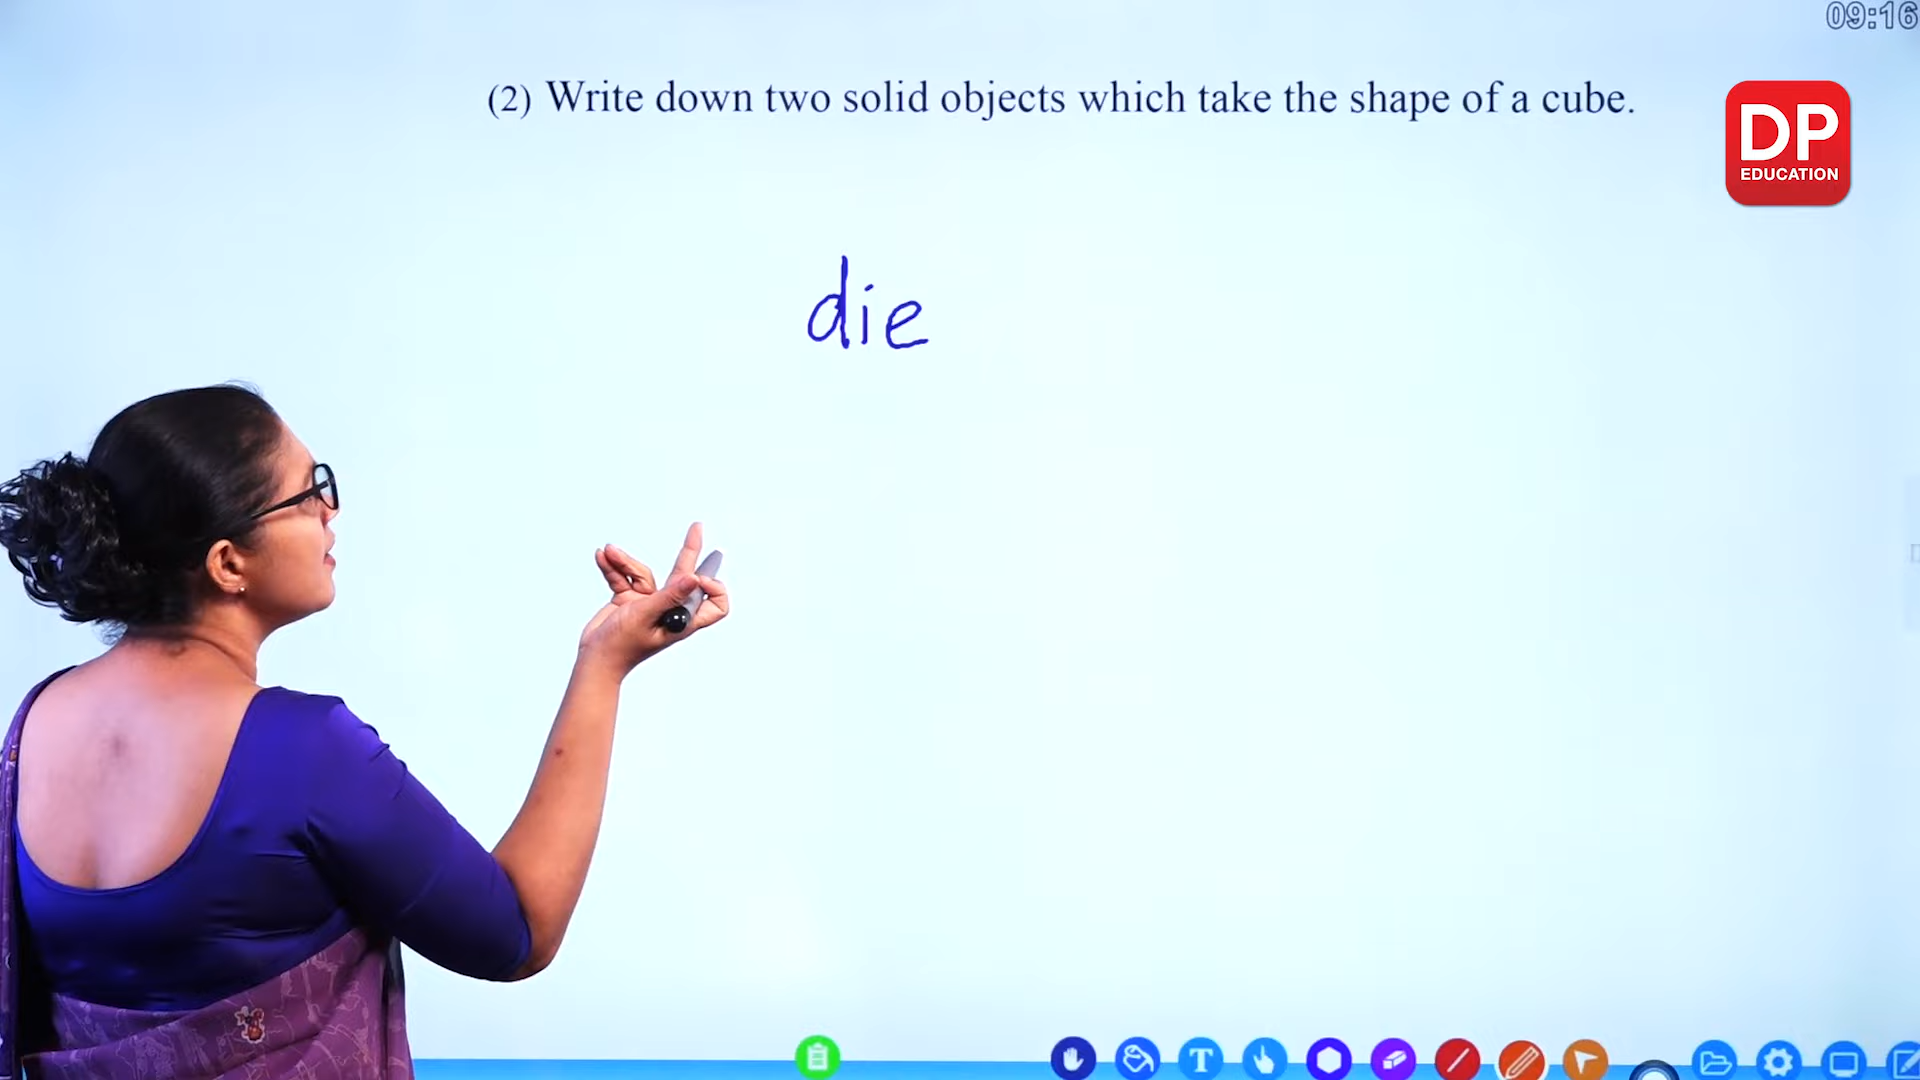 09:16
(2) Write down two solid objects which take the shape of a cube.
DP
EDUCATION
die
T